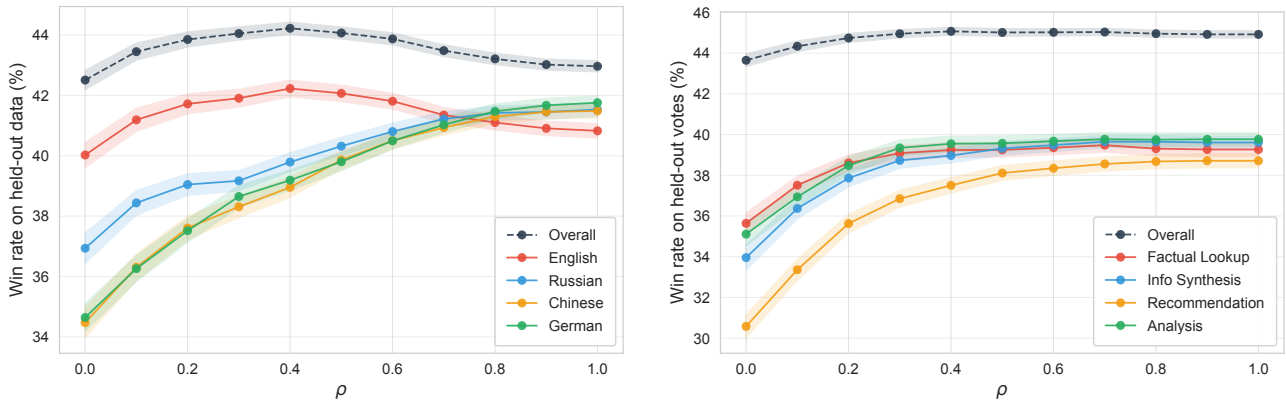 Win rate on held-out data (%)
44
42
40
38
36
34
0.0 0.2 0.4 0.6 0.8 1.0
ρ
Overall
English
Russian
Chinese
German
Win rate on held-out votes (%)
46
44
42
40
38
36
34
32
30
0.0 0.2 0.4 0.6 0.8 1.0
ρ
Overall
Factual Lookup
Info Synthesis
Recommendation
Analysis